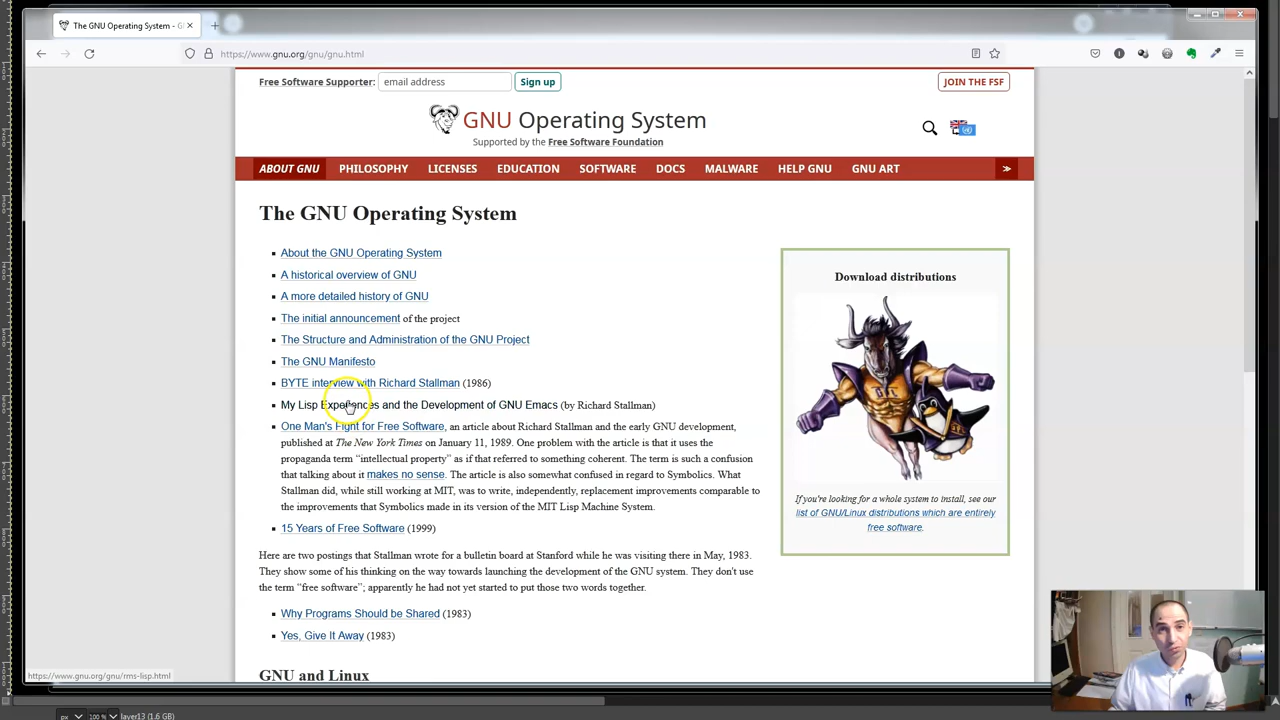 The GNU Operating System - G
https://www.gnu.org/gnu/gnu.html
Free Software Supporter: email address Sign up
JOIN THE FSF
GNU Operating System
Supported by the Free Software Foundation
ABOUT GNU PHILOSOPHY LICENSES EDUCATION SOFTWARE DOCS MALWARE HELP GNU GNU ART
The GNU Operating System
About the GNU Operating System
A historical overview of GNU
A more detailed history of GNU
The initial announcement of the project
The Structure and Administration of the GNU Project
The GNU Manifesto
BYTE interview with Richard Stallman (1986)
My Lisp Experiences and the Development of GNU Emacs (by Richard Stallman)
One Man's Fight for Free Software, an article about Richard Stallman and the early GNU development,
published at The New York Times on January 11, 1989. One problem with the article is that it uses the
propaganda term “intellectual property” as if that referred to something coherent. The term is such a confusion
that talking about it makes no sense. The article is also somewhat confused in regard to Symbolics. What
Stallman did, while still working at MIT, was to write, independently, replacement improvements comparable to
the improvements that Symbolics made in its version of the MIT Lisp Machine System.
15 Years of Free Software (1999)
Here are two postings that Stallman wrote for a bulletin board at Stanford while he was visiting there in May, 1983.
They show some of his thinking on the way towards launching the development of the GNU system. They don't use
the term “free software”; apparently he had not yet started to put those two words together.
Why Programs Should be Shared (1983)
Yes, Give It Away (1983)
GNU and Linux
Download distributions
If you're looking for a whole system to install, see our
list of GNU/Linux distributions which are entirely
free software.
https://www.gnu.org/gnu/rms-lisp.html
px 100 % layer13 (1.6 GB)